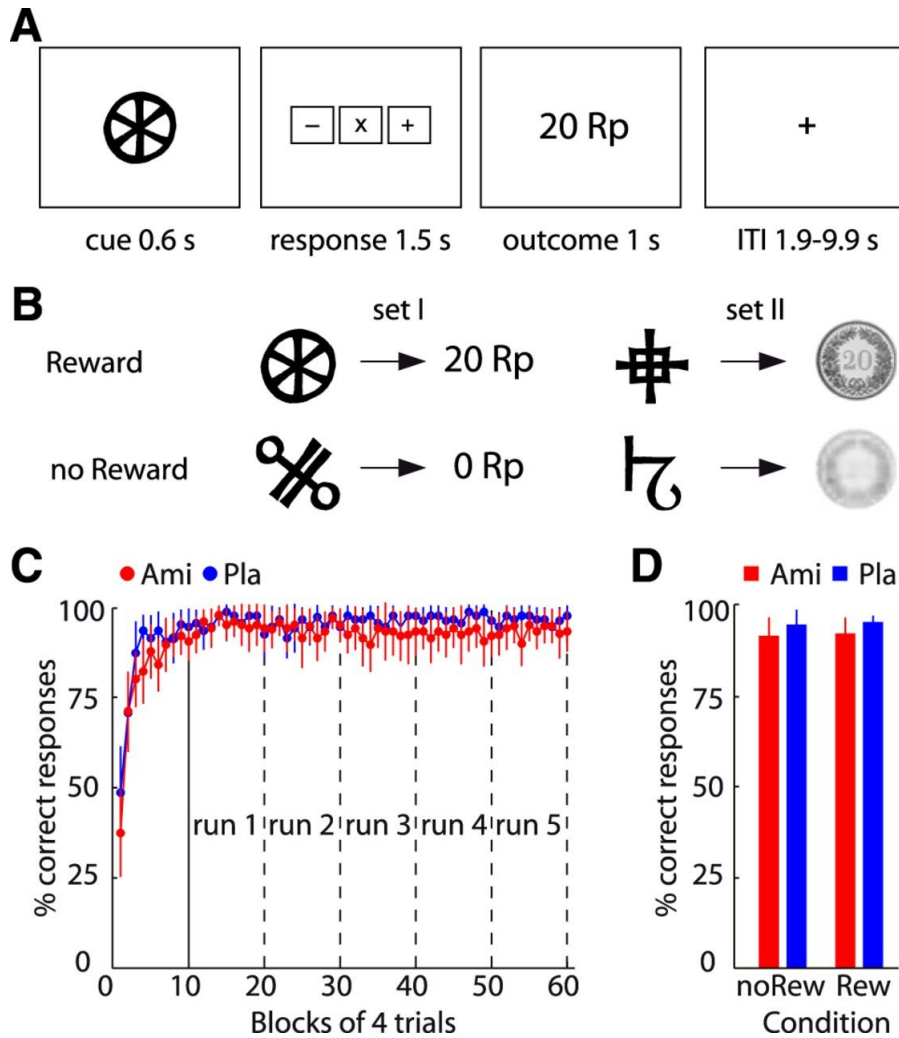 A
− x +
20 Rp
+
cue 0.6 s
response 1.5 s
outcome 1 s
ITI 1.9-9.9 s
B
set I
set II
Reward
20 Rp
20
no Reward
0 Rp
C
Ami Pla
% correct responses
100
75
50
25
0
run 1 run 2 run 3 run 4 run 5
0 10 20 30 40 50 60
Blocks of 4 trials
D
Ami Pla
% correct responses
100
75
50
25
0
noRew Rew
Condition